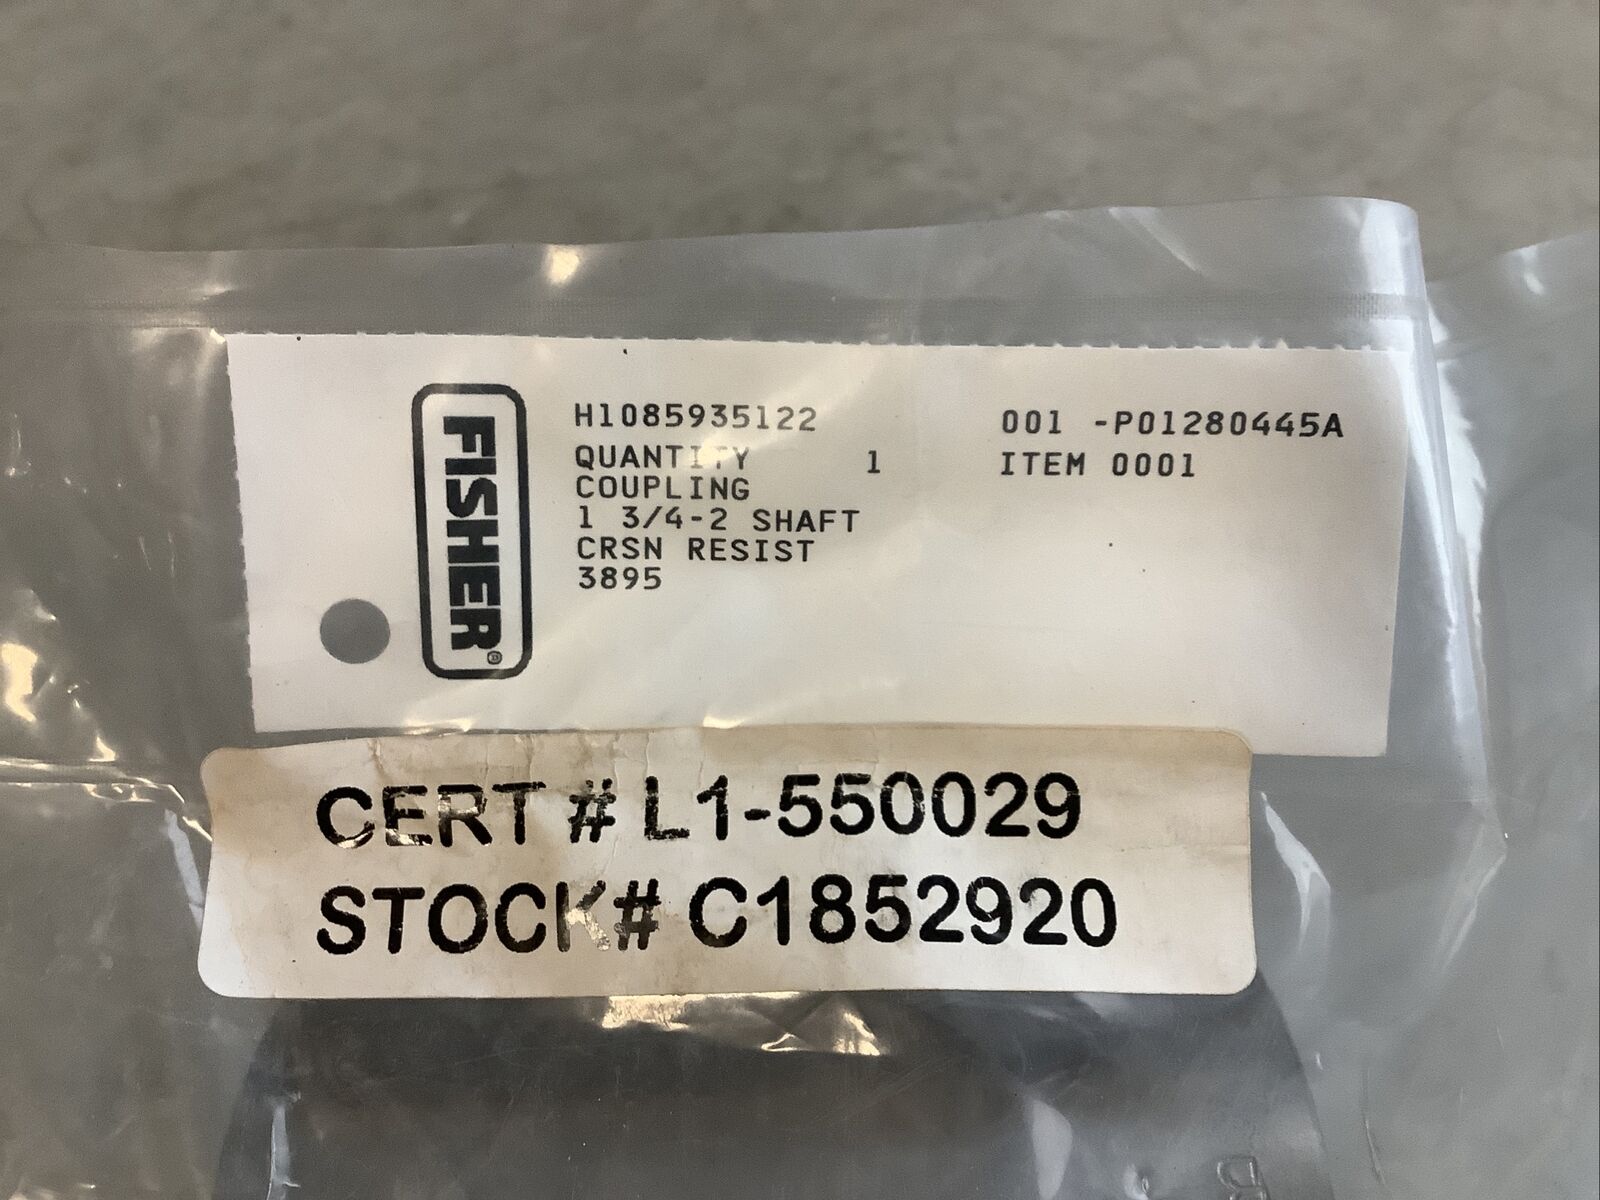 FISHER®
H1085935122
001 -P01280445A
QUANTITY 1
ITEM 0001
COUPLING
1 3/4-2 SHAFT
CRSN RESIST
3895
CERT # L1-550029
STOCK# C1852920